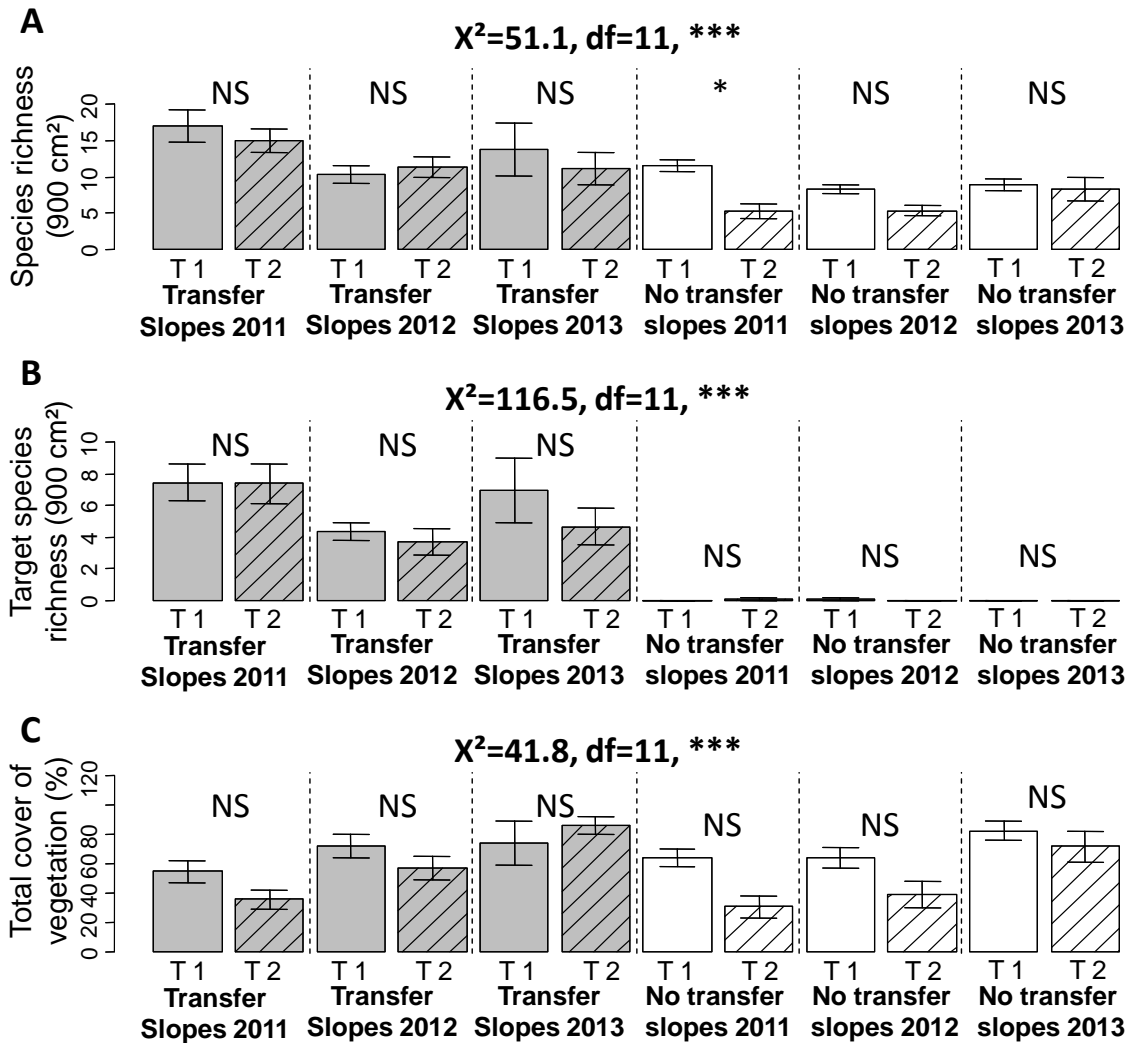 A
X²=51.1, df=11, ***
Species richness
(900 cm²)
0 5 10 15 20
NS NS NS * NS NS
T 1 T 2 T 1 T 2 T 1 T 2 T 1 T 2 T 1 T 2 T 1 T 2
Transfer Transfer Transfer No transfer No transfer No transfer
Slopes 2011 Slopes 2012 Slopes 2013 slopes 2011 slopes 2012 slopes 2013
B
X²=116.5, df=11, ***
Target species
richness (900 cm²)
0 2 4 6 8 10
NS NS NS NS NS NS
T 1 T 2 T 1 T 2 T 1 T 2 T 1 T 2 T 1 T 2 T 1 T 2
Transfer Transfer Transfer No transfer No transfer No transfer
Slopes 2011 Slopes 2012 Slopes 2013 slopes 2011 slopes 2012 slopes 2013
C
X²=41.8, df=11, ***
Total cover of
vegetation (%)
0 20 40 60 80 120
NS NS NS NS NS NS
T 1 T 2 T 1 T 2 T 1 T 2 T 1 T 2 T 1 T 2 T 1 T 2
Transfer Transfer Transfer No transfer No transfer No transfer
Slopes 2011 Slopes 2012 Slopes 2013 slopes 2011 slopes 2012 slopes 2013